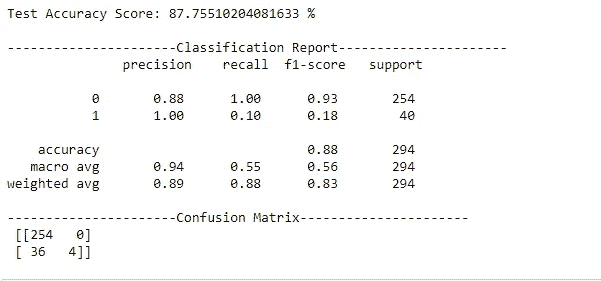 Test Accuracy Score: 87.75510204081633 %
----------------------Classification Report----------------------
precision recall f1-score support
0 0.88 1.00 0.93 254
1 1.00 0.10 0.18 40
accuracy 0.88 294
macro avg 0.94 0.55 0.56 294
weighted avg 0.89 0.88 0.83 294
----------------------Confusion Matrix----------------------
[[254 0]
[ 36 4]]